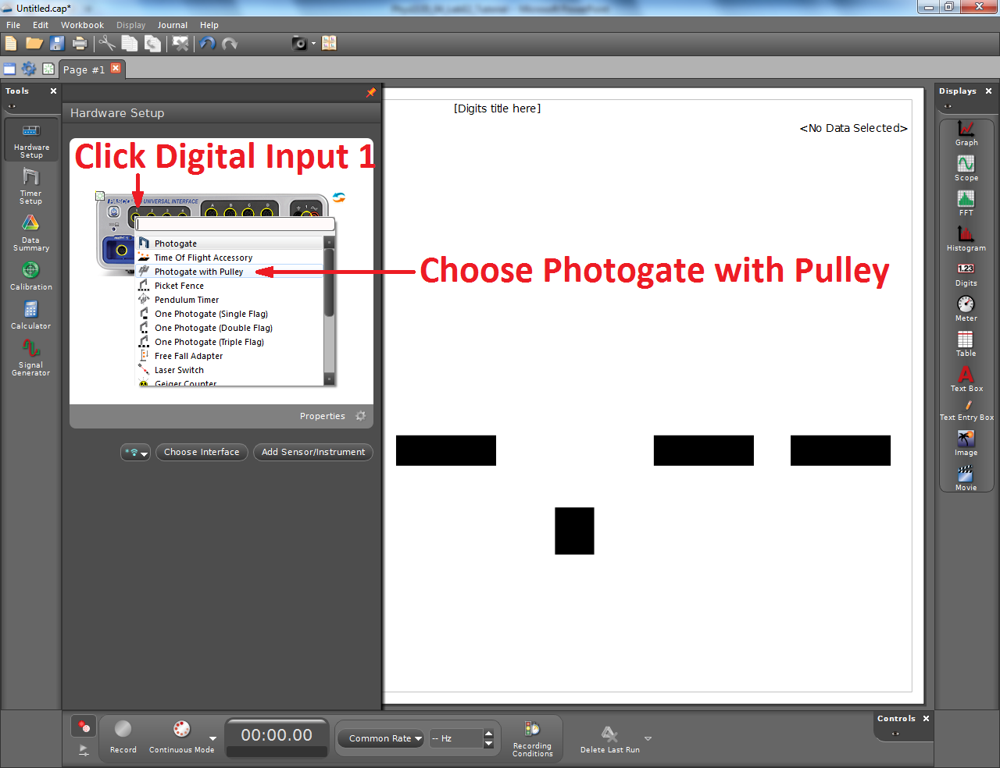 Untitled.cap*
File Edit Workbook Display Journal Help
Page #1
Tools
Hardware Setup
[Digits title here]
<No Data Selected>
Displays
Hardware
Setup
Timer
Setup
Data
Summary
Calibration
Calculator
Signal
Generator
Click Digital Input 1
PASCO UNIVERSAL INTERFACE
1 2 3 4 A B C D
Photogate
Time Of Flight Accessory
Photogate with Pulley
Picket Fence
Pendulum Timer
One Photogate (Single Flag)
One Photogate (Double Flag)
One Photogate (Triple Flag)
Free Fall Adapter
Laser Switch
Geiger Counter
Choose Photogate with Pulley
Properties
Choose Interface
Add Sensor/Instrument
Graph
Scope
FFT
Histogram
1.23
Digits
Meter
Table
A
Text Box
Text Entry Box
Image
Movie
Record
Continuous Mode
00:00.00
Common Rate
-- Hz
Recording
Conditions
Delete Last Run
Controls